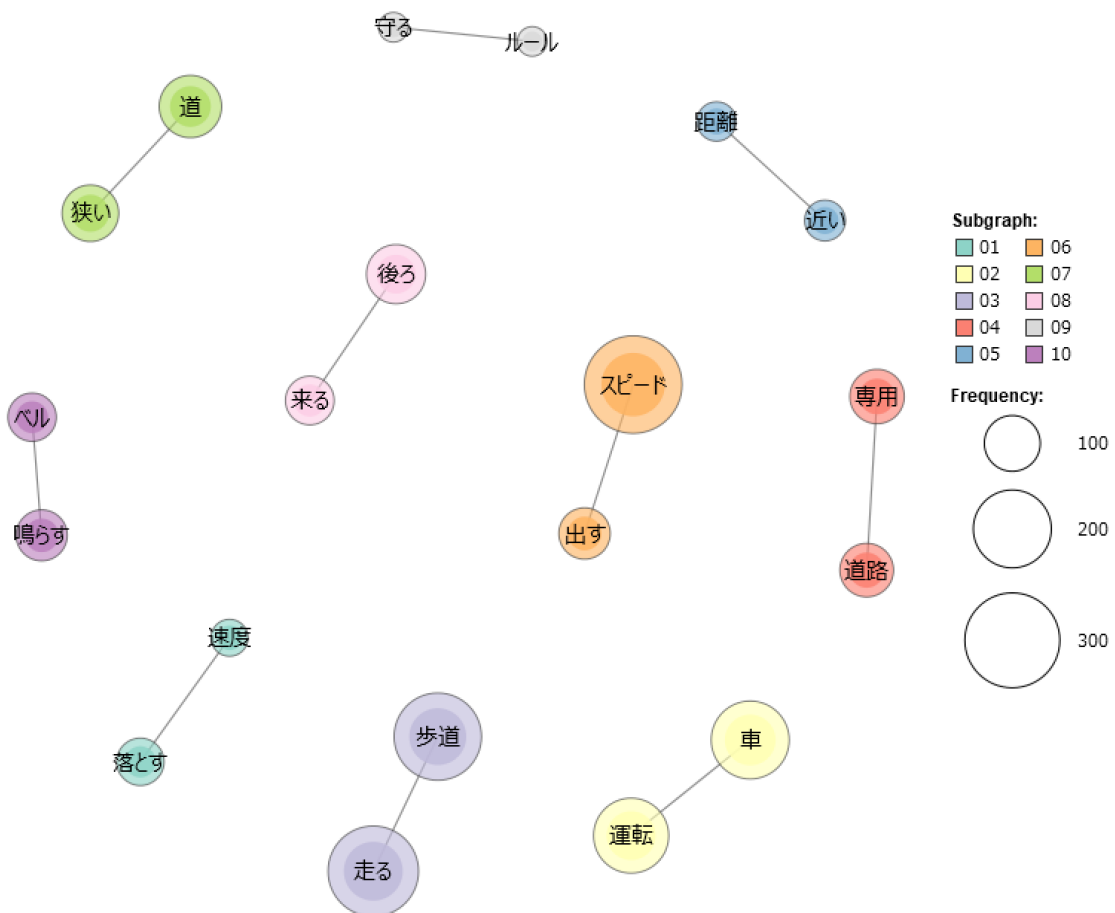 守る
ルール
道
距離
狭い
近い
後ろ
来る
スピード
専用
ベル
出す
鳴らす
道路
速度
落とす
歩道
車
運転
走る
Subgraph:
01 06
02 07
03 08
04 09
05 10
Frequency:
100
200
300